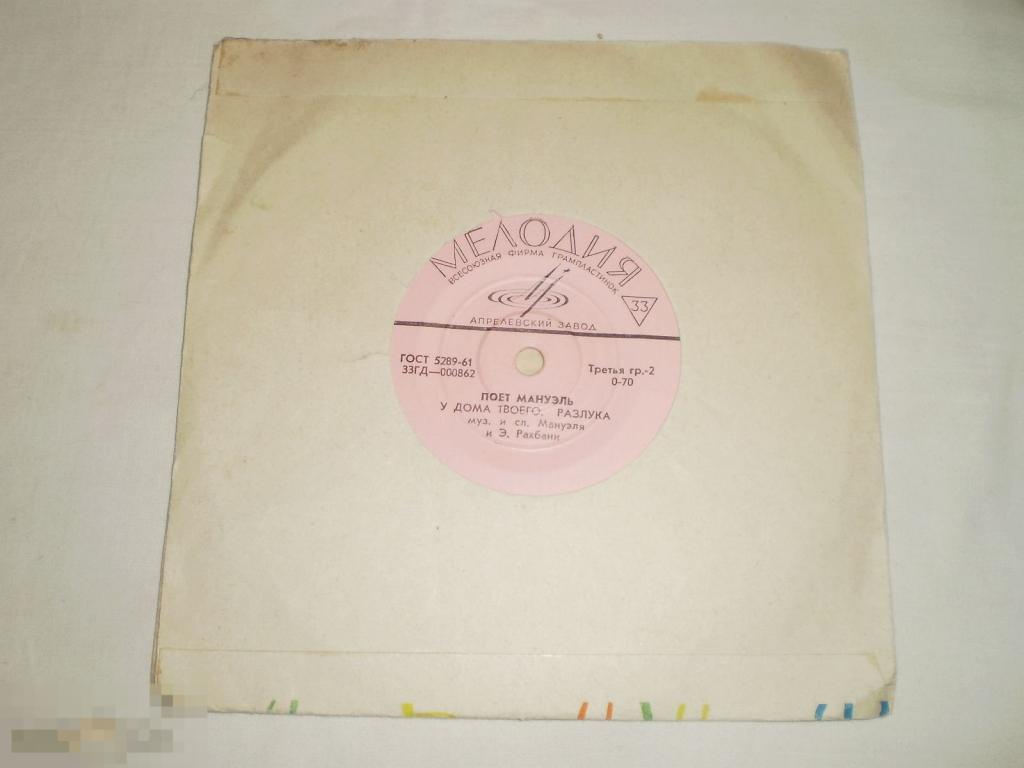 МЕЛОДИЯ
ВСЕСОЮЗНАЯ ФИРМА ГРАМПЛАСТИНОК
33
АПРЕЛЕВСКИЙ ЗАВОД
ГОСТ 5289-61
33ГД—000862
Третья гр.-2
0-70
ПОЕТ МАНУЭЛЬ
У ДОМА ТВОЕГО. РАЗЛУКА
муз. и сл. Мануэля
и Э. Рахбани